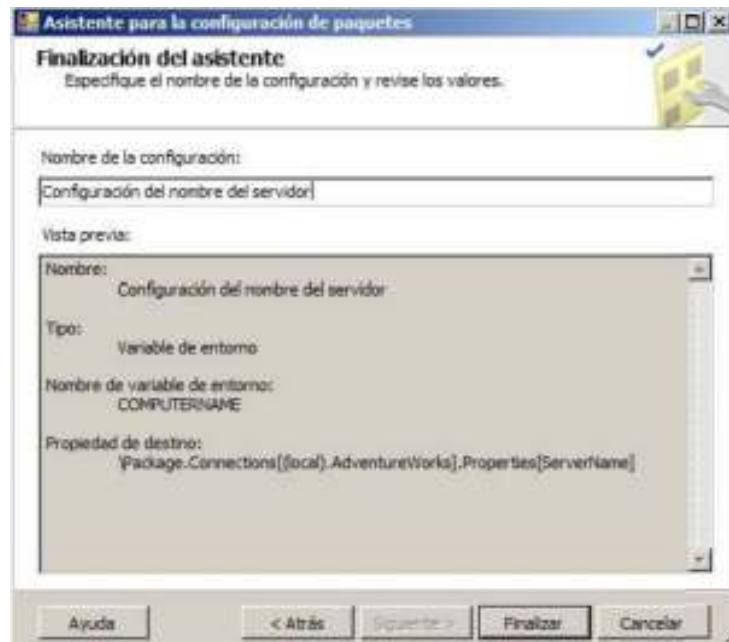 Asistente para la configuración de paquetes
Finalización del asistente
Especifique el nombre de la configuración y revise los valores.
Nombre de la configuración:
Configuración del nombre del servidor
Vista previa:
Nombre:
Configuración del nombre del servidor
Tipo:
Variable de entorno
Nombre de variable de entorno:
COMPUTERNAME
Propiedad de destino:
\Package.Connections[(local).AdventureWorks].Properties[ServerName]
Ayuda
< Atrás
Siguiente >
Finalizar
Cancelar